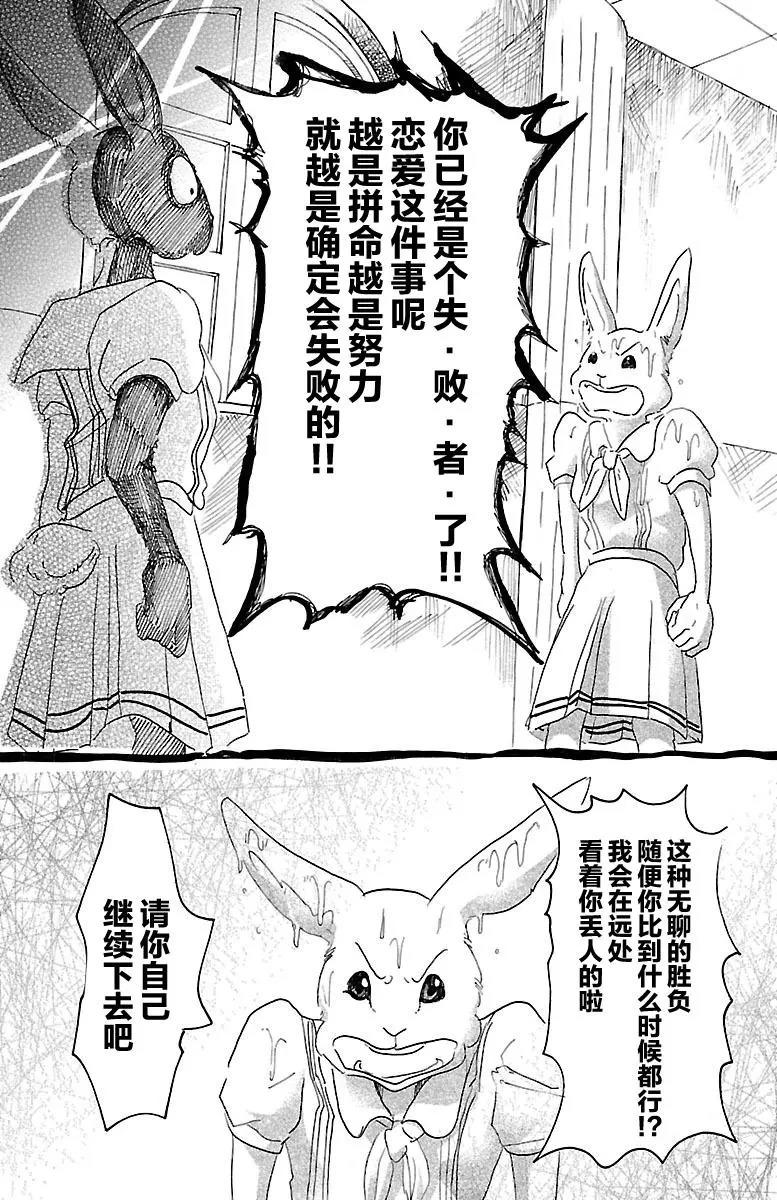 你已经是个失·败·者·了!!
恋爱这件事呢
越是拼命越是努力
就越是确定会失败的!!
这种无聊的胜负
随便你比到什么时候都行!?
我会在远处
看着你丢人的啦
请你自己
继续下去吧